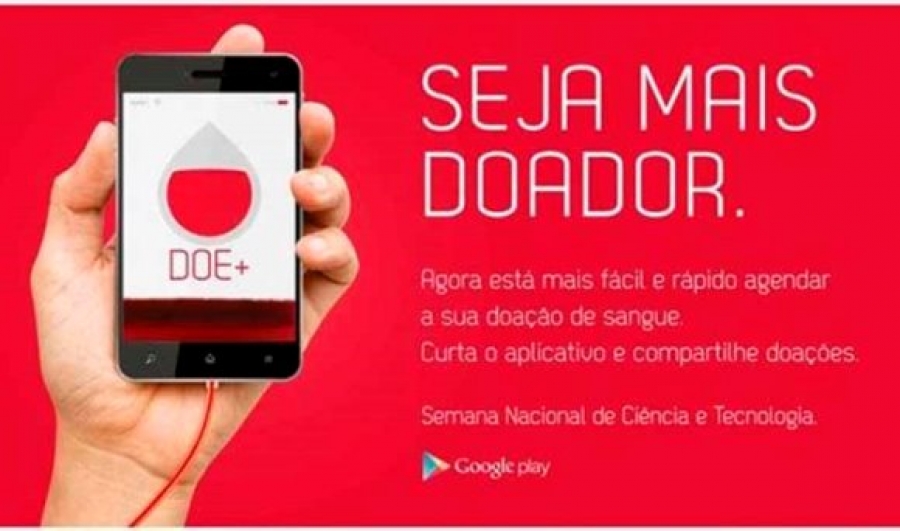 SEJA MAIS
DOADOR.
DOE+
Agora está mais fácil e rápido agendar
a sua doação de sangue.
Curta o aplicativo e compartilhe doações.
Semana Nacional de Ciência e Tecnologia.
Google play